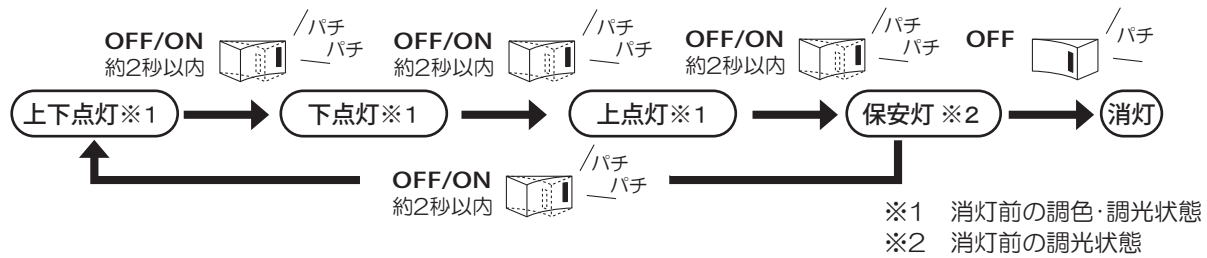 OFF/ON
約2秒以内
パチ
パチ
OFF/ON
約2秒以内
パチ
パチ
OFF/ON
約2秒以内
パチ
パチ
OFF
パチ
上下点灯※1
下点灯※1
上点灯※1
保安灯※2
消灯
OFF/ON
約2秒以内
パチ
パチ
※1 消灯前の調色・調光状態
※2 消灯前の調光状態